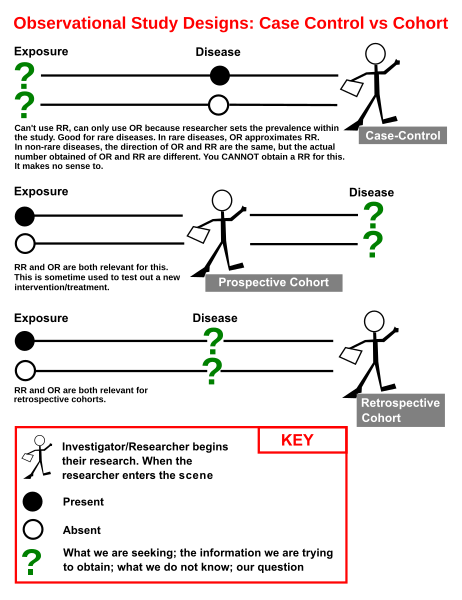 Observational Study Designs: Case Control vs Cohort
Exposure
Disease
?
?
Case-Control
Can't use RR, can only use OR because researcher sets the prevalence within
the study. Good for rare diseases. In rare diseases, OR approximates RR.
In non-rare diseases, the direction of OR and RR are the same, but the actual
number obtained of OR and RR are different. You CANNOT obtain a RR for this.
It makes no sense to.
Exposure
Disease
?
?
RR and OR are both relevant for this.
This is sometime used to test out a new
intervention/treatment.
Prospective Cohort
Exposure
Disease
?
?
RR and OR are both relevant for
retrospective cohorts.
Retrospective
Cohort
KEY
Investigator/Researcher begins
their research. When the
researcher enters the scene
Present
Absent
?
What we are seeking; the information we are trying
to obtain; what we do not know; our question